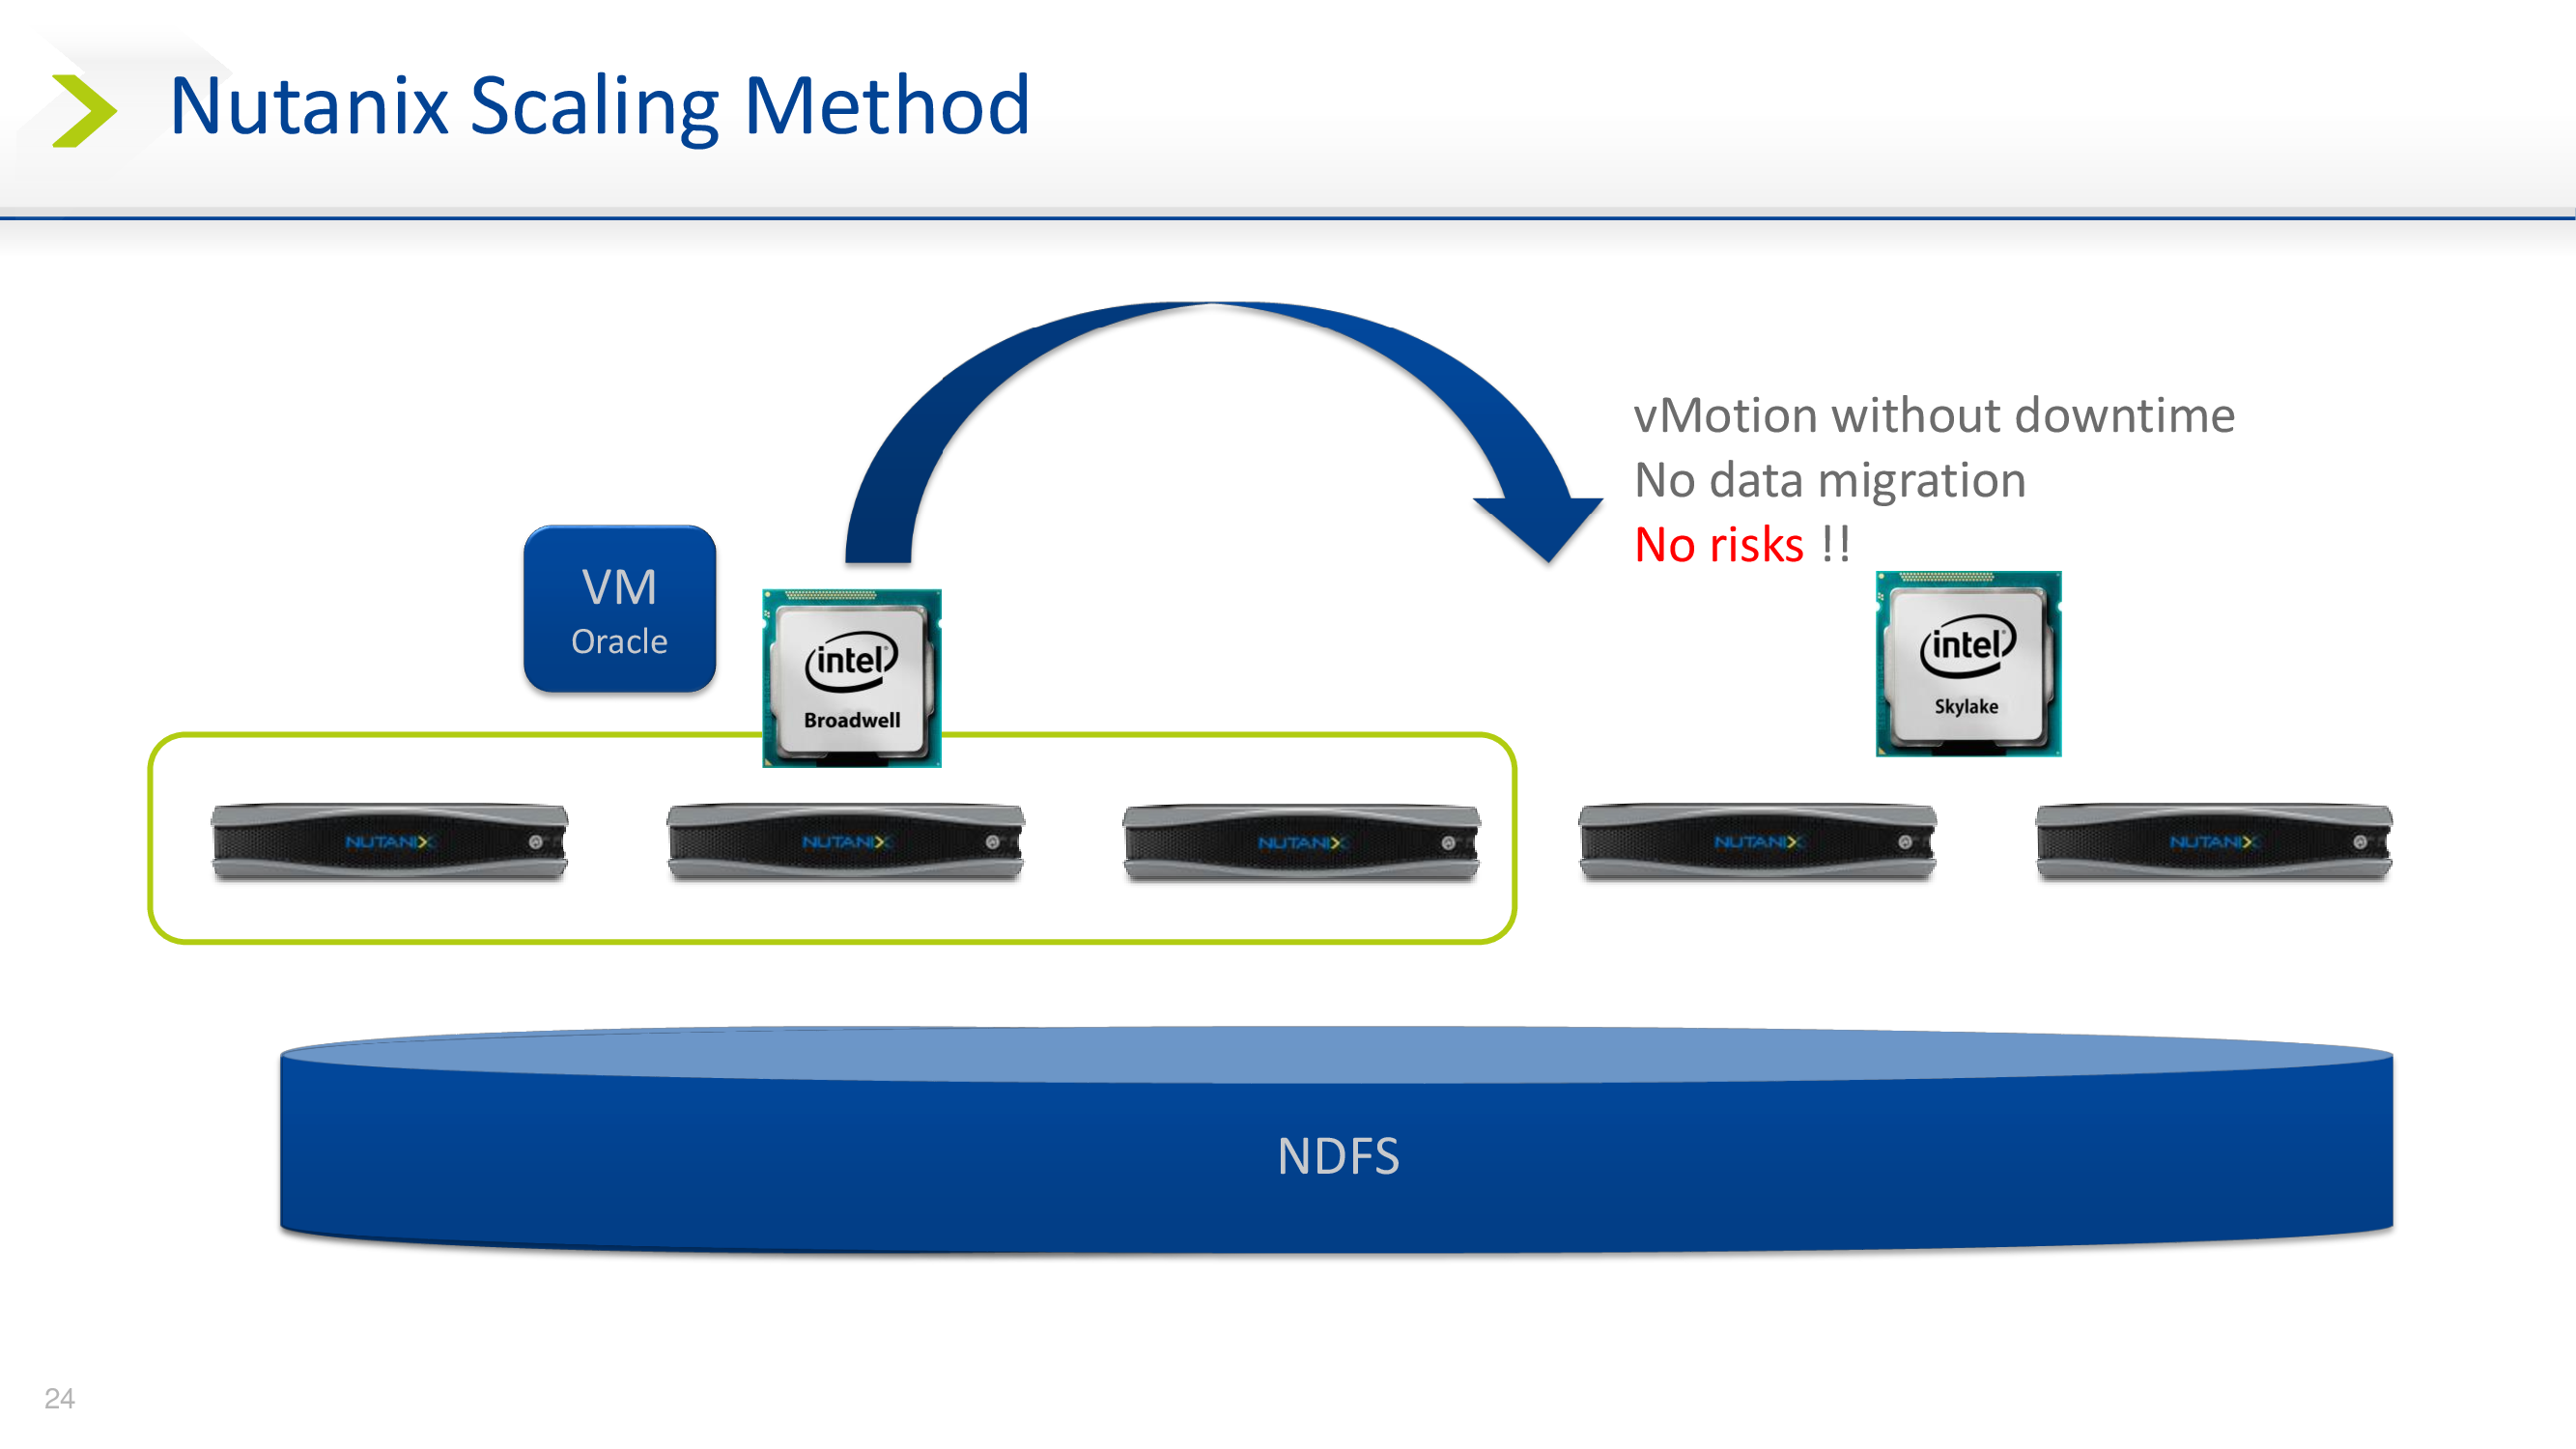 Nutanix Scaling Method
vMotion without downtime
No data migration
No risks !!
VM
Oracle
intel
Broadwell
intel
Skylake
NUTANIX
NUTANIX
NUTANIX
NUTANIX
NUTANIX
NDFS
24